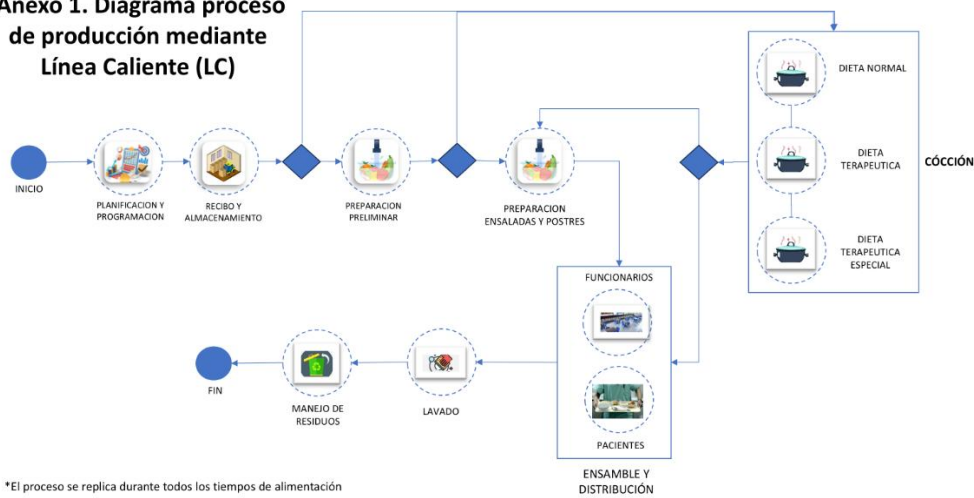 Anexo 1. Diagrama proceso
de producción mediante
Línea Caliente (LC)
INICIO
PLANIFICACION Y
PROGRAMACION
RECIBO Y
ALMACENAMIENTO
PREPARACION
PRELIMINAR
PREPARACION
ENSALADAS Y POSTRES
DIETA NORMAL
DIETA
TERAPEUTICA
DIETA
TERAPEUTICA
ESPECIAL
CÓCCIÓN
FUNCIONARIOS
PACIENTES
ENSAMBLE Y
DISTRIBUCIÓN
LAVADO
MANEJO DE
RESIDUOS
FIN
*El proceso se replica durante todos los tiempos de alimentación